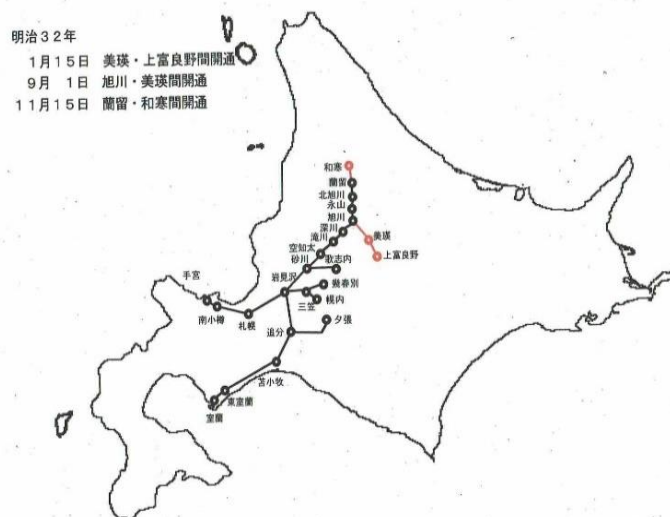 明治32年
1月15日 美瑛・上富良野間開通
9月 1日 旭川・美瑛間開通
11月15日 蘭留・和寒間開通
和寒
蘭留
北旭川
永山
旭川
深川
滝川
美瑛
空知太
上富良野
砂川
歌志内
手宮
岩見沢
幾春別
幌内
三笠
南小樽
札幌
夕張
追分
苫小牧
東室蘭
室蘭